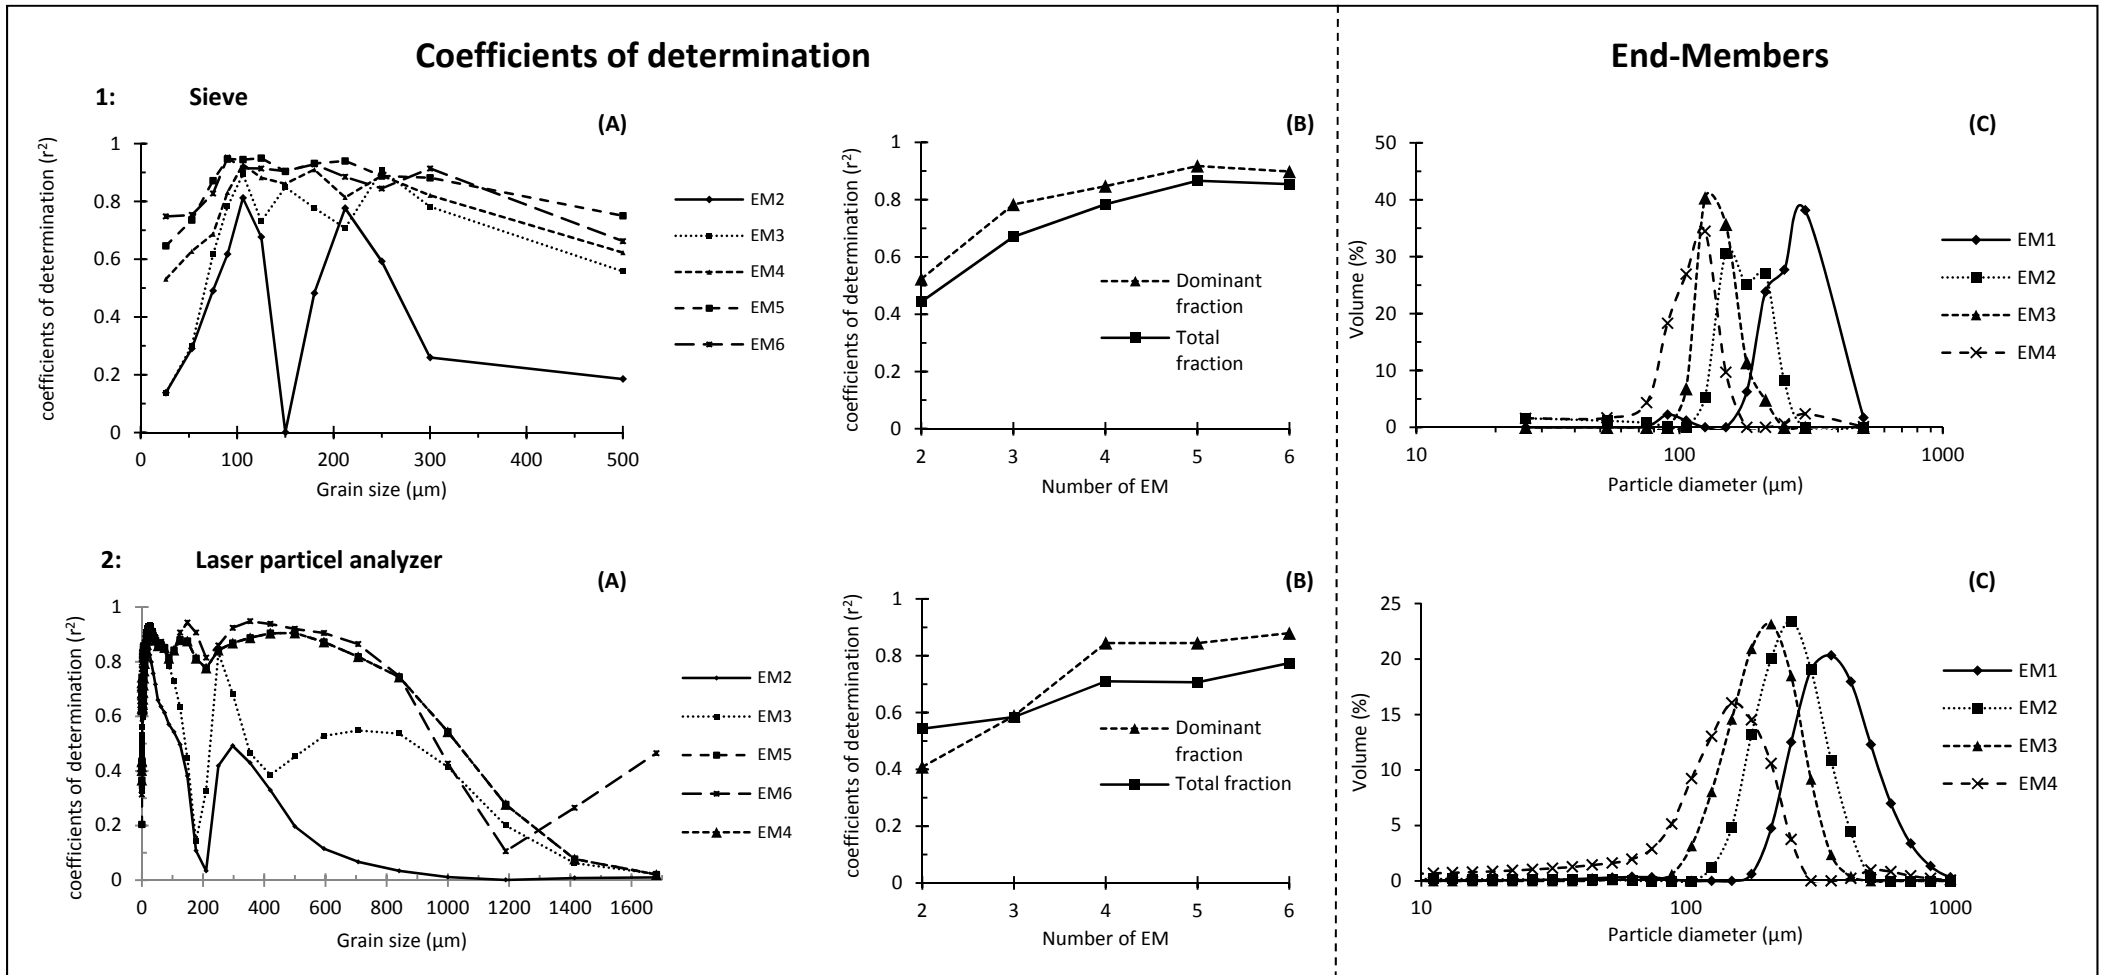 Coefficients of determination
End-Members
1: Sieve
(A)
coefficients of determination (r²)
1
0.8
0.6
0.4
0.2
0
0 100 200 300 400 500
Grain size (µm)
EM2
EM3
EM4
EM5
EM6
(B)
coefficients of determination (r²)
1
0.8
0.6
0.4
0.2
0
2 3 4 5 6
Number of EM
Dominant
fraction
Total
fraction
(C)
Volume (%)
50
40
30
20
10
0
10 100 1000
Particle diameter (µm)
EM1
EM2
EM3
EM4
2: Laser particel analyzer
(A)
coefficients of determination (r²)
1
0.8
0.6
0.4
0.2
0
0 200 400 600 800 1000 1200 1400 1600
Grain size (µm)
EM2
EM3
EM5
EM6
EM4
(B)
coefficients of determination (r²)
1
0.8
0.6
0.4
0.2
0
2 3 4 5 6
Number of EM
Dominant
fraction
Total fraction
(C)
Volume (%)
25
20
15
10
5
0
10 100 1000
Particle diameter (µm)
EM1
EM2
EM3
EM4